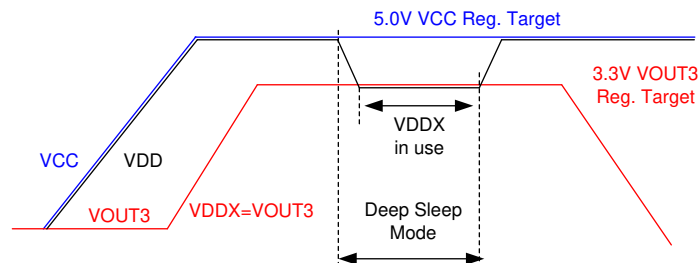 5.0V VCC Reg. Target
3.3V VOUT3
Reg. Target
VDDX
in use
VCC
VDD
VOUT3
VDDX=VOUT3
Deep Sleep
Mode